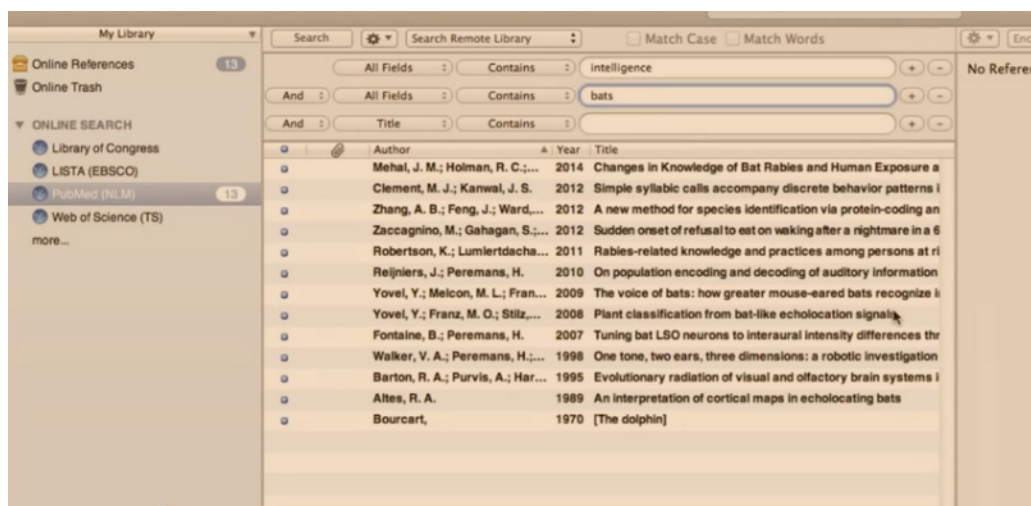 My Library
Search
Search Remote Library
Match Case
Match Words
Online References
13
All Fields
Contains
intelligence
No Refere
Online Trash
And
All Fields
Contains
bats
ONLINE SEARCH
And
Title
Contains
Library of Congress
Author
Year
Title
LISTA (EBSCO)
PubMed (NLM)
13
Web of Science (TS)
more...
Mehal, J. M.; Holman, R. C.;... 2014 Changes in Knowledge of Bat Rabies and Human Exposure a
Clement, M. J.; Kanwal, J. S. 2012 Simple syllabic calls accompany discrete behavior patterns i
Zhang, A. B.; Feng, J.; Ward,... 2012 A new method for species identification via protein-coding an
Zaccagnino, M.; Gahagan, S.;... 2012 Sudden onset of refusal to eat on waking after a nightmare in a 6
Robertson, K.; Lumlertdacha... 2011 Rabies-related knowledge and practices among persons at ri
Reijniers, J.; Peremans, H. 2010 On population encoding and decoding of auditory information
Yovel, Y.; Melcon, M. L.; Fran... 2009 The voice of bats: how greater mouse-eared bats recognize i
Yovel, Y.; Franz, M. O.; Stilz,... 2008 Plant classification from bat-like echolocation signals
Fontaine, B.; Peremans, H. 2007 Tuning bat LSO neurons to interaural intensity differences thr
Walker, V. A.; Peremans, H.;... 1998 One tone, two ears, three dimensions: a robotic investigation
Barton, R. A.; Purvis, A.; Har... 1995 Evolutionary radiation of visual and olfactory brain systems i
Altes, R. A. 1989 An interpretation of cortical maps in echolocating bats
Bourcart, 1970 [The dolphin]